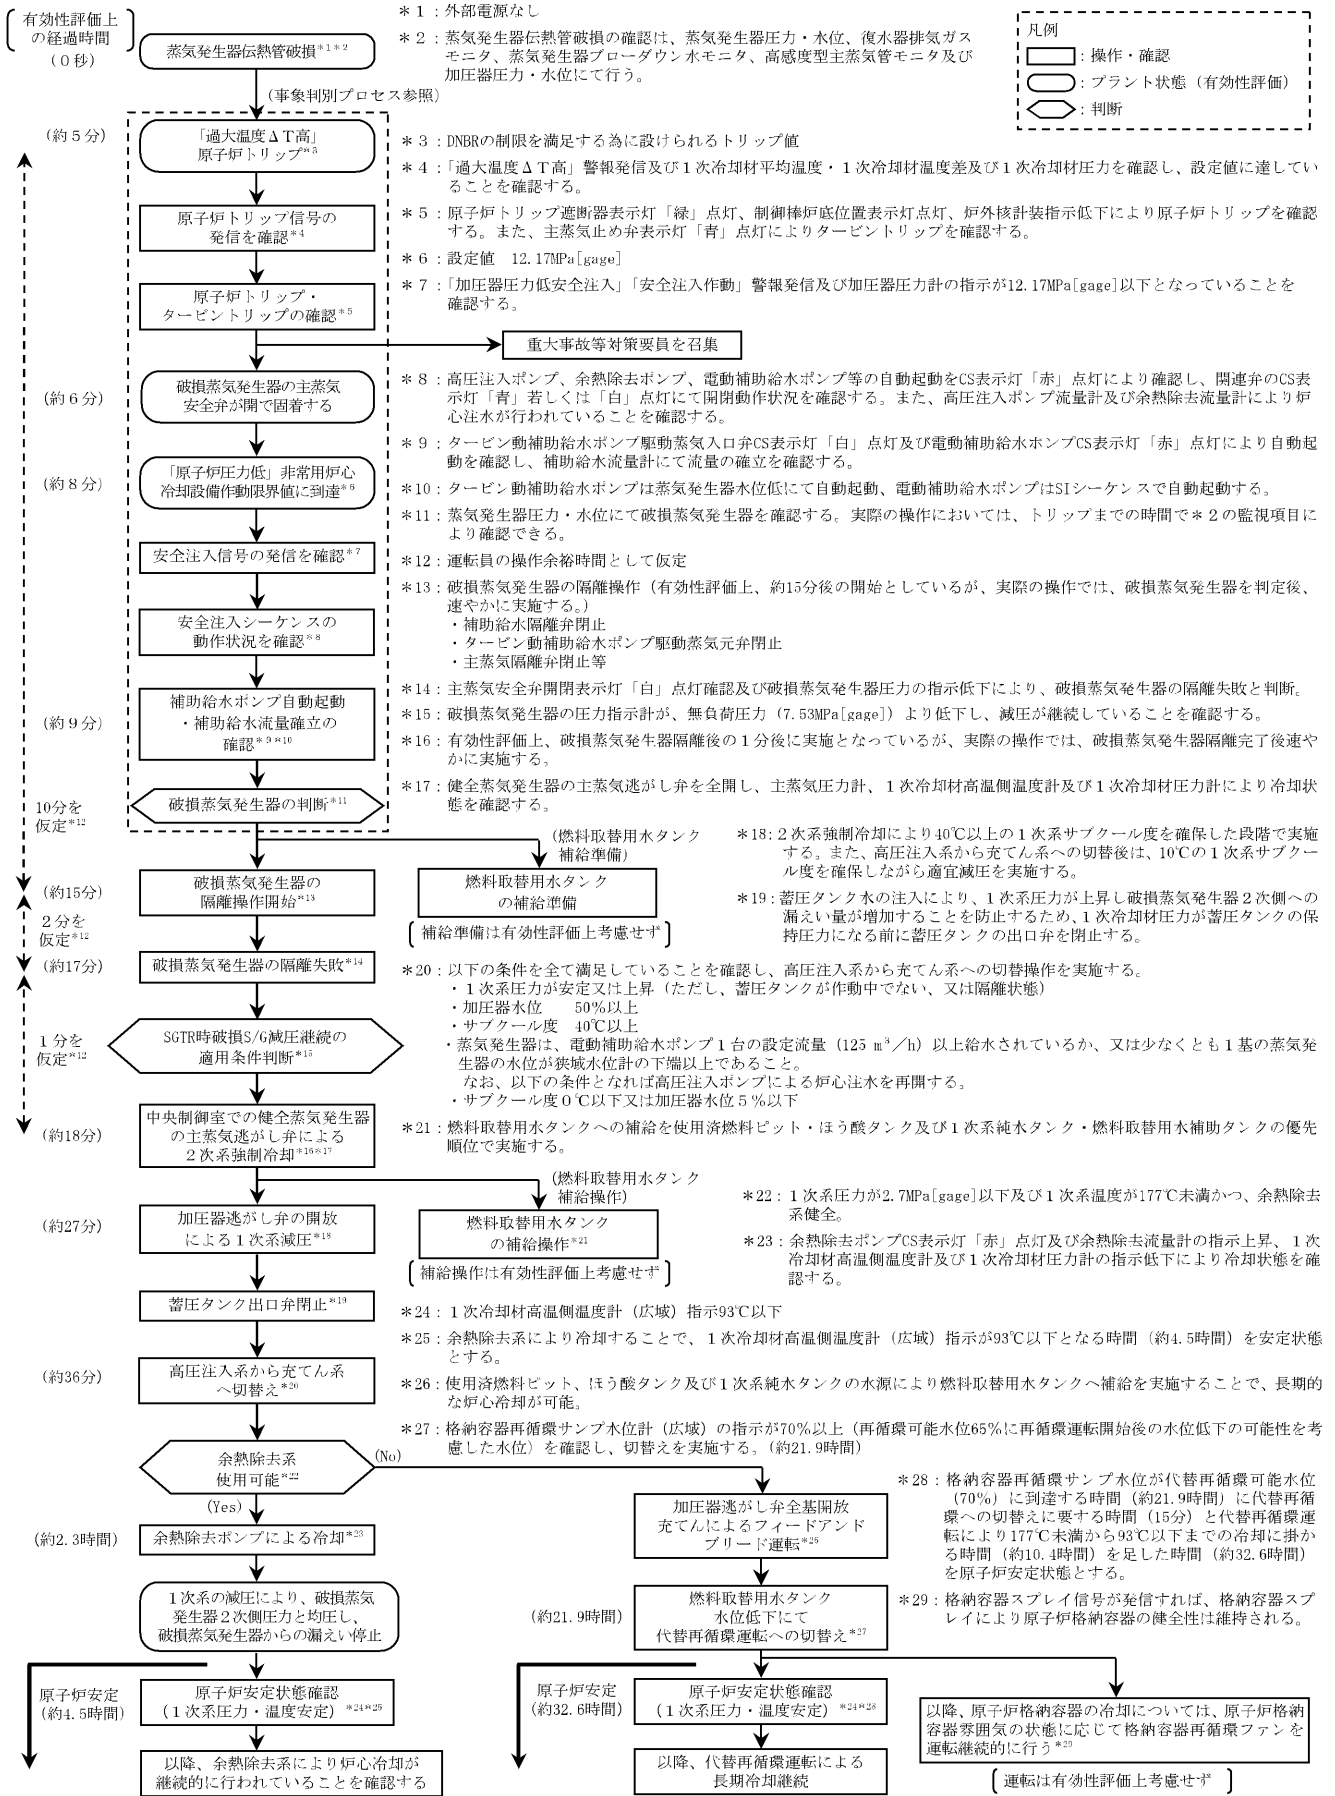 有効性評価上
の経過時間
(0秒)
蒸気発生器伝熱管破損*1*2
(事象判別プロセス参照)
(約5分)
「過大温度ΔT高」
原子炉トリップ*3
原子炉トリップ信号の
発信を確認*4
原子炉トリップ・
タービントリップの確認*5
重大事故等対策要員を召集
(約6分)
破損蒸気発生器の主蒸気
安全弁が開で固着する
(約8分)
「原子炉圧力低」非常用炉心
冷却設備作動限界値に到達*6
安全注入信号の発信を確認*7
安全注入シーケンスの
動作状況を確認*8
(約9分)
補助給水ポンプ自動起動
・補助給水流量確立の
確認*9*10
破損蒸気発生器の判断*11
10分を
仮定*12
(燃料取替用水タンク
補給準備)
(約15分)
破損蒸気発生器の
隔離操作開始*13
燃料取替用水タンク
の補給準備
補給準備は有効性評価上考慮せず
2分を
仮定*12
(約17分)
破損蒸気発生器の隔離失敗*14
1分を
仮定*12
SGTR時破損S/G減圧継続の
適用条件判断*15
(約18分)
中央制御室での健全蒸気発生器
の主蒸気逃がし弁による
2次系強制冷却*16*17
(燃料取替用水タンク
補給操作)
(約27分)
加圧器逃がし弁の開放
による1次系減圧*18
燃料取替用水タンク
の補給操作*21
補給操作は有効性評価上考慮せず
蓄圧タンク出口弁閉止*19
(約36分)
高圧注入系から充てん系
へ切替え*20
余熱除去系
使用可能*22
(No)
(Yes)
(約2.3時間)
余熱除去ポンプによる冷却*23
1次系の減圧により、破損蒸気
発生器2次側圧力と均圧し、
破損蒸気発生器からの漏えい停止
原子炉安定
(約4.5時間)
原子炉安定状態確認
(1次系圧力・温度安定)*24*25
以降、余熱除去系により炉心冷却が
継続的に行われていることを確認する
加圧器逃がし弁全基開放
充てんによるフィードアンド
ブリード運転*26
(約21.9時間)
燃料取替用水タンク
水位低下にて
代替再循環運転への切替え*27
原子炉安定
(約32.6時間)
原子炉安定状態確認
(1次系圧力・温度安定)*24*28
以降、代替再循環運転による
長期冷却継続
以降、原子炉格納容器の冷却については、原子炉格納
容器雰囲気の状態に応じて格納容器再循環ファンを
運転継続的に行う*29
運転は有効性評価上考慮せず
凡例
：操作・確認
：プラント状態(有効性評価)
：判断
*1：外部電源なし
*2：蒸気発生器伝熱管破損の確認は、蒸気発生器圧力・水位、復水器排気ガス
モニタ、蒸気発生器ブローダウン水モニタ、高感度型主蒸気管モニタ及び
加圧器圧力・水位にて行う。
*3：DNBRの制限を満足する為に設けられるトリップ値
*4：「過大温度ΔT高」警報発信及び1次冷却材平均温度・1次冷却材温度差及び1次冷却材圧力を確認し、設定値に達してい
ることを確認する。
*5：原子炉トリップ遮断器表示灯「緑」点灯、制御棒炉底位置表示灯点灯、炉外核計装指示低下により原子炉トリップを確認
する。また、主蒸気止め弁表示灯「青」点灯によりタービントリップを確認する。
*6：設定値　12.17MPa[gage]
*7：「加圧器圧力低安全注入」「安全注入作動」警報発信及び加圧器圧力計の指示が12.17MPa[gage]以下となっていることを
確認する。
*8：高圧注入ポンプ、余熱除去ポンプ、電動補助給水ポンプ等の自動起動をCS表示灯「赤」点灯により確認し、関連弁のCS表
示灯「青」若しくは「白」点灯にて開閉動作状況を確認する。また、高圧注入ポンプ流量計及び余熱除去流量計により炉
心注水が行われていることを確認する。
*9：タービン動補助給水ポンプ駆動蒸気入口弁CS表示灯「白」点灯及び電動補助給水ポンプCS表示灯「赤」点灯により自動起
動を確認し、補助給水流量計にて流量の確立を確認する。
*10：タービン動補助給水ポンプは蒸気発生器水位低にて自動起動、電動補助給水ポンプはSIシーケンスで自動起動する。
*11：蒸気発生器圧力・水位にて破損蒸気発生器を確認する。実際の操作においては、トリップまでの時間で*2の監視項目に
より確認できる。
*12：運転員の操作余裕時間として仮定
*13：破損蒸気発生器の隔離操作(有効性評価上、約15分後の開始としているが、実際の操作では、破損蒸気発生器を判定後、
速やかに実施する。)
・補助給水隔離弁閉止
・タービン動補助給水ポンプ駆動蒸気元弁閉止
・主蒸気隔離弁閉止等
*14：主蒸気安全弁開閉表示灯「白」点灯確認及び破損蒸気発生器圧力の指示低下により、破損蒸気発生器の隔離失敗と判断。
*15：破損蒸気発生器の圧力指示計が、無負荷圧力(7.53MPa[gage])より低下し、減圧が継続していることを確認する。
*16：有効性評価上、破損蒸気発生器隔離後の1分後に実施となっているが、実際の操作では、破損蒸気発生器隔離完了後速や
かに実施する。
*17：健全蒸気発生器の主蒸気逃がし弁を全開し、主蒸気圧力計、1次冷却材高温側温度計及び1次冷却材圧力計により冷却状
態を確認する。
*18：2次系強制冷却により40℃以上の1次系サブクール度を確保した段階で実施
する。また、高圧注入系から充てん系への切替後は、10℃の1次系サブクー
ル度を確保しながら適宜減圧を実施する。
*19：蓄圧タンク水の注入により、1次系圧力が上昇し破損蒸気発生器2次側への
漏えい量が増加することを防止するため、1次冷却材圧力が蓄圧タンクの保
持圧力になる前に蓄圧タンクの出口弁を閉止する。
*20：以下の条件を全て満足していることを確認し、高圧注入系から充てん系への切替操作を実施する。
・1次系圧力が安定又は上昇(ただし、蓄圧タンクが作動中でない、又は隔離状態)
・加圧器水位　50%以上
・サブクール度　40℃以上
・蒸気発生器は、電動補助給水ポンプ1台の設定流量(125 m³/h)以上給水されているか、又は少なくとも1基の蒸気発
生器の水位が狭域水位計の下端以上であること。
なお、以下の条件となれば高圧注入ポンプによる炉心注水を再開する。
・サブクール度0℃以下又は加圧器水位5%以下
*21：燃料取替用水タンクへの補給を使用済燃料ピット・ほう酸タンク及び1次系純水タンク・燃料取替用水補助タンクの優先
順位で実施する。
*22：1次系圧力が2.7MPa[gage]以下及び1次系温度が177℃未満かつ、余熱除去
系健全。
*23：余熱除去ポンプCS表示灯「赤」点灯及び余熱除去流量計の指示上昇、1次
冷却材高温側温度計及び1次冷却材圧力計の指示低下により冷却状態を確
認する。
*24：1次冷却材高温側温度計(広域)指示93℃以下
*25：余熱除去系により冷却することで、1次冷却材高温側温度計(広域)指示が93℃以下となる時間(約4.5時間)を安定状態
とする。
*26：使用済燃料ピット、ほう酸タンク及び1次系純水タンクの水源により燃料取替用水タンクへ補給を実施することで、長期的
な炉心冷却が可能。
*27：格納容器再循環サンプ水位計(広域)の指示が70%以上(再循環可能水位65%に再循環運転開始後の水位低下の可能性を考
慮した水位)を確認し、切替えを実施する。(約21.9時間)
*28：格納容器再循環サンプ水位が代替再循環可能水位
(70%)に到達する時間(約21.9時間)に代替再循
環への切替えに要する時間(15分)と代替再循環運
転により177℃未満から93℃以下までの冷却に掛か
る時間(約10.4時間)を足した時間(約32.6時間)
を原子炉安定状態とする。
*29：格納容器スプレイ信号が発信すれば、格納容器スプ
レイにより原子炉格納容器の健全性は維持される。